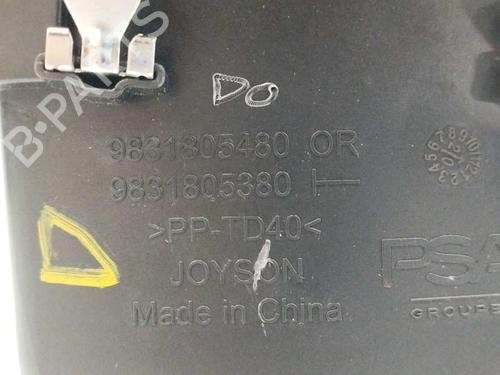 DO
9831805480 OR
9831805380 T
>PP-TD40<
JOYSON
Made in China
PSA
GROUPE
B-PARTS